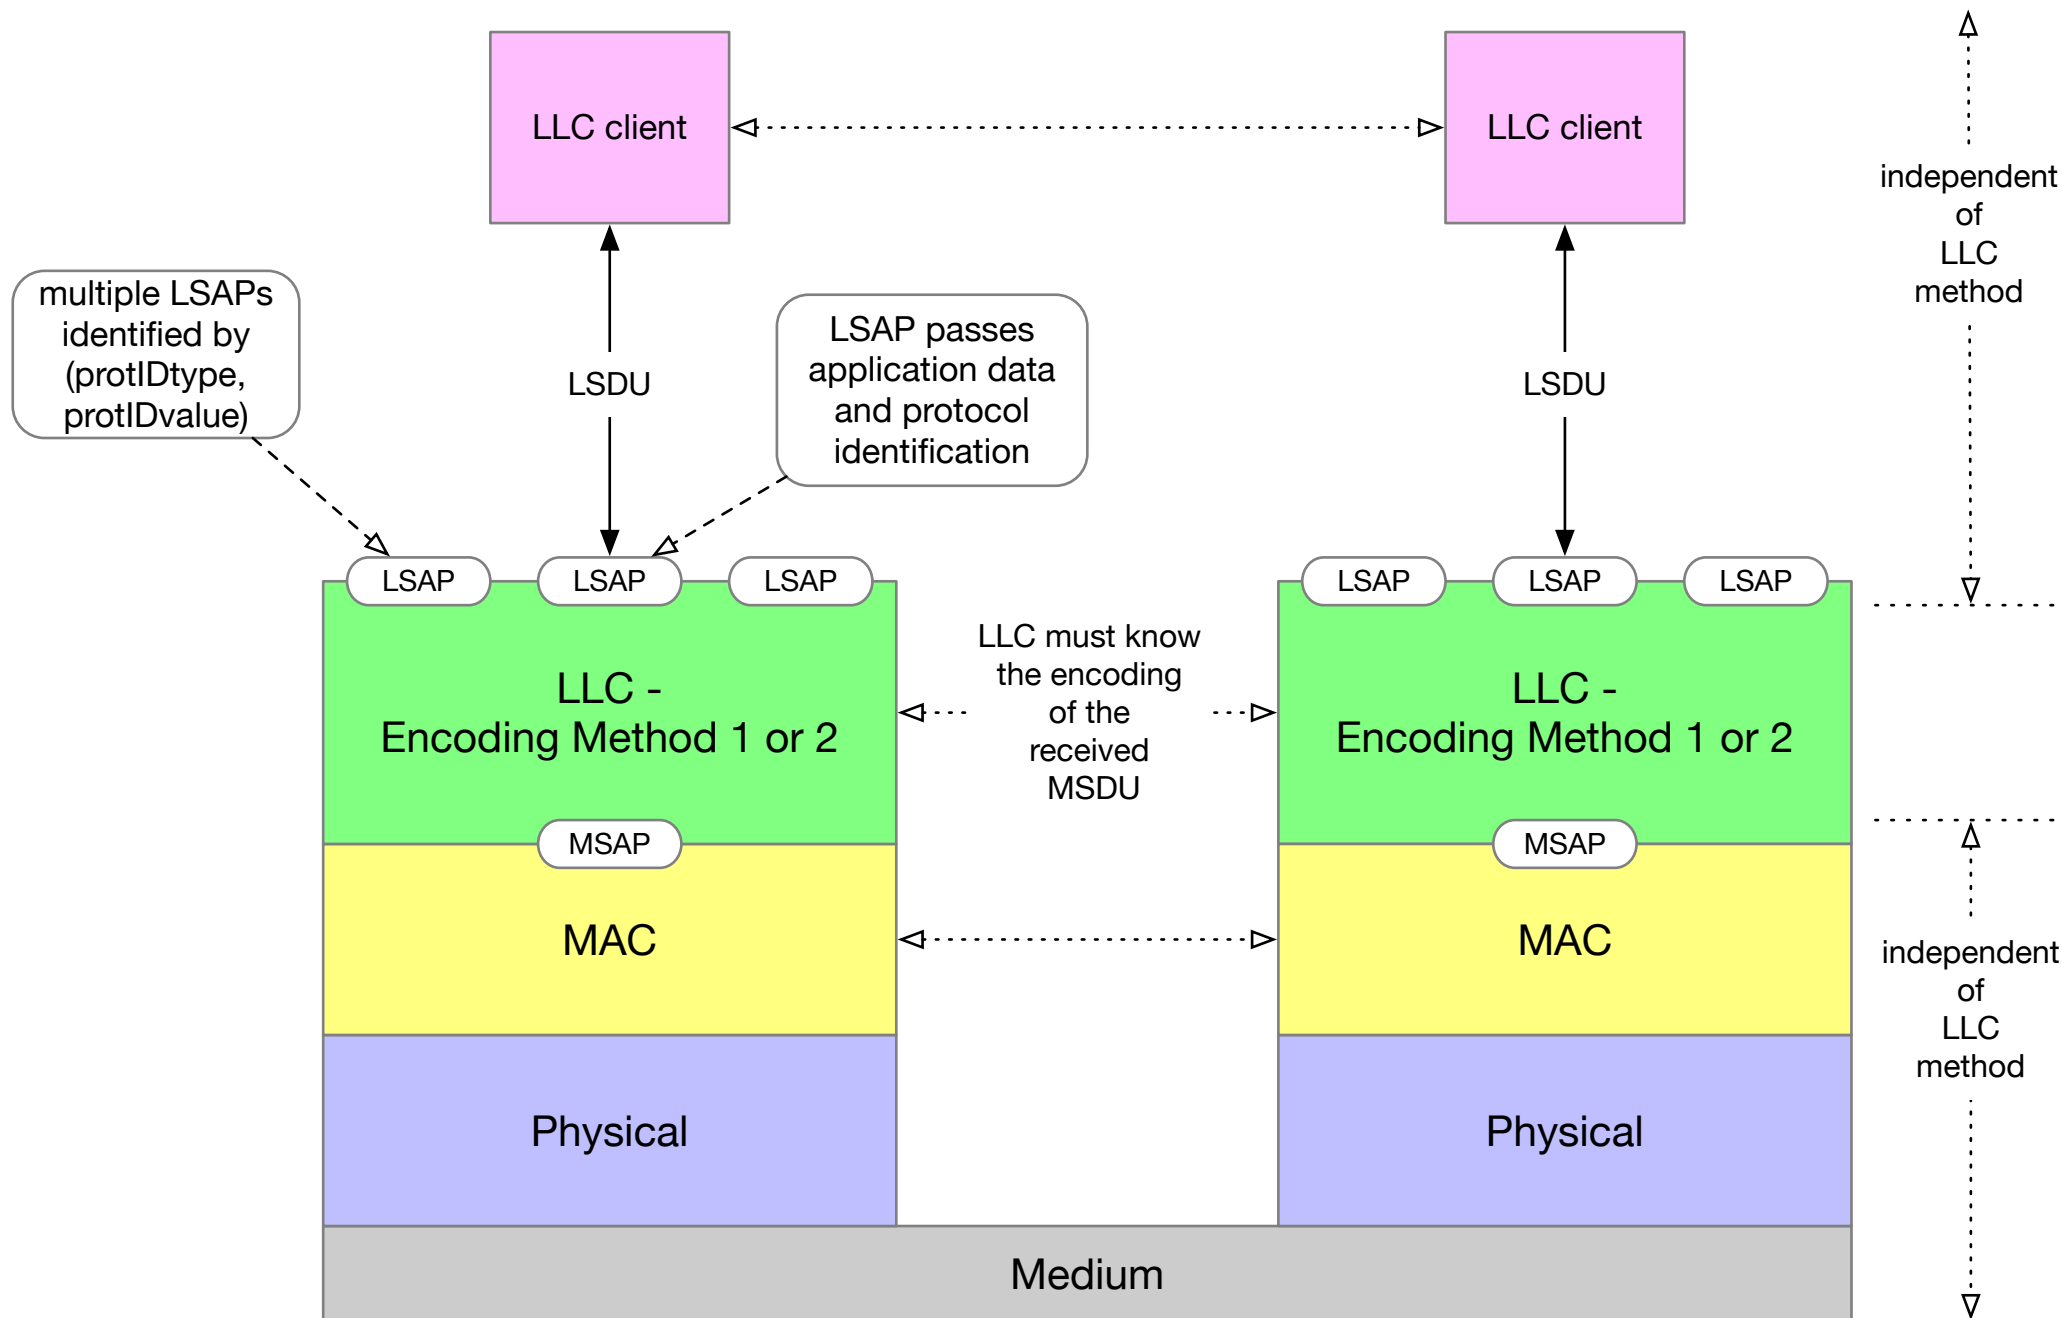 LLC client
LLC client
independent
of
LLC
method
multiple LSAPs
identified by
(protIDtype,
protIDvalue)
LSDU
LSAP passes
application data
and protocol
identification
LSDU
LSAP
LSAP
LSAP
LSAP
LSAP
LSAP
LLC -
Encoding Method 1 or 2
LLC must know
the encoding
of the
received
MSDU
LLC -
Encoding Method 1 or 2
MSAP
MSAP
MAC
MAC
independent
of
LLC
method
Physical
Physical
Medium